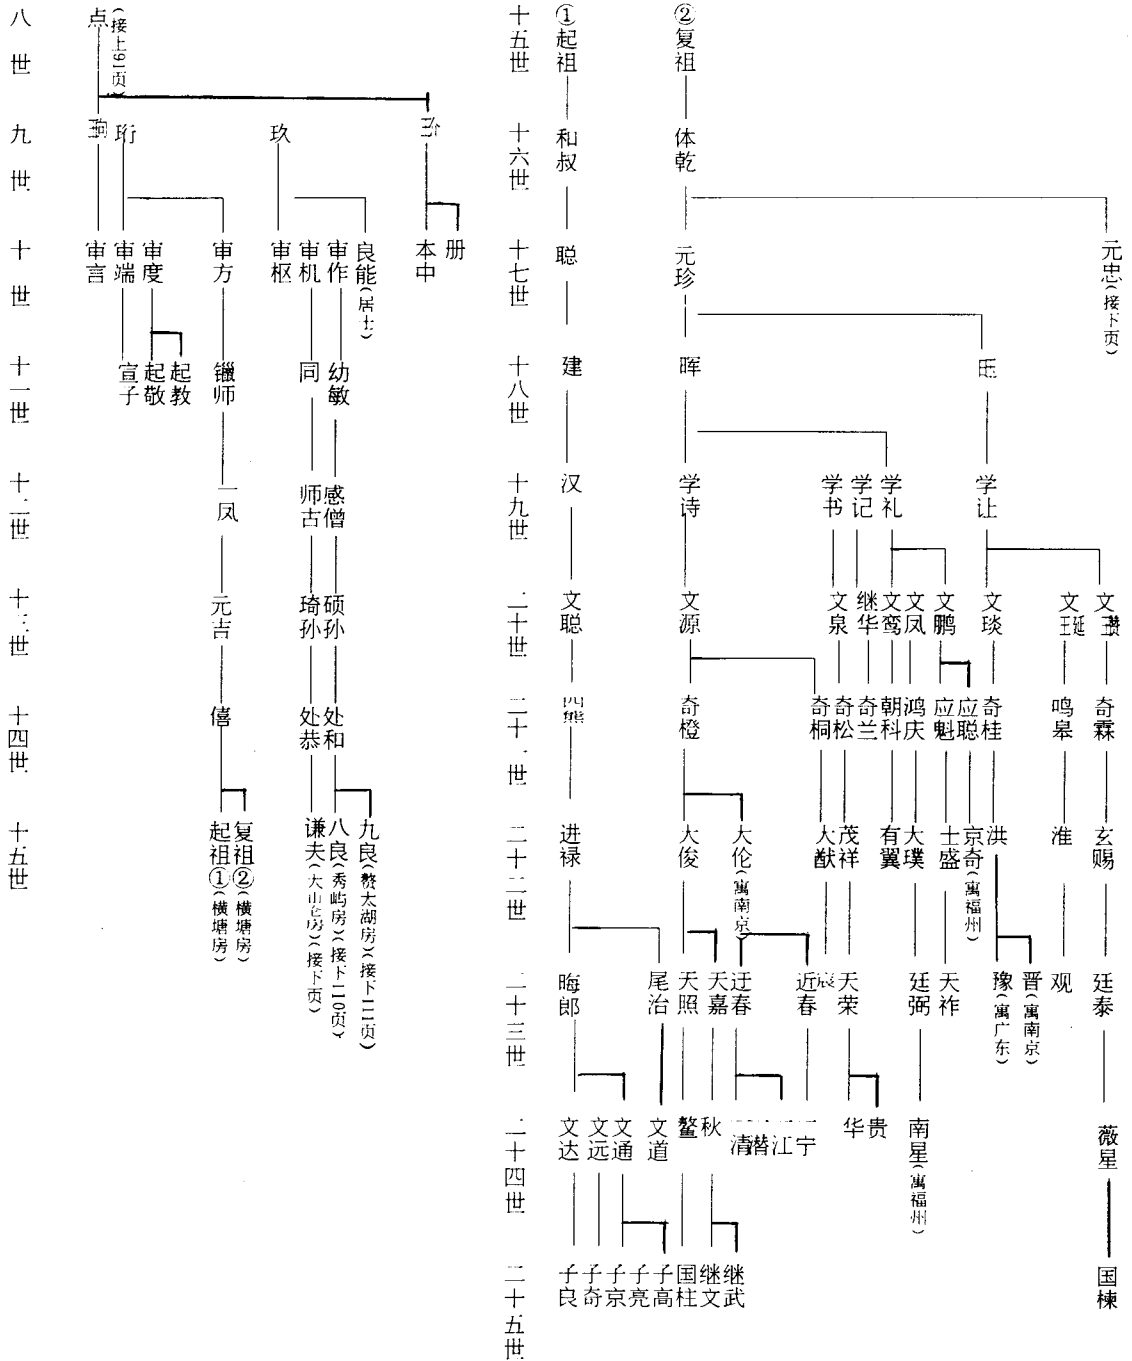 八世
点(接上91页)
九世
珣 珩 玖 玠
十世
审言 审端 审度 审方 审枢 审机 审作 良能(居士) 本中 册
十一世
宣子 起敬 起教 镴师 同 幼敏
十二世
一凤 师古 感僧
十三世
元吉 琦孙 硕孙
十四世
僖 处恭 处和
十五世
起祖①(横塘房) 复祖②(横塘房) 谦夫(大山仑房)(接下页) 八良(秀屿房)(接下110页) 九良(赘太湖房)(接下111页)
十五世
①起祖 ②复祖
十六世
和叔 体乾
十七世
聪 元珍 元忠(接下页)
十八世
建 晖
十九世
汉 学诗 学书 学记 学礼 学让
二十世
文聪 文源 文泉 继华 文鸾 文凤 文鹏 文琰 文珽 文瓒
二十一世
四熊 奇橙 奇桐 奇松 奇兰 朝科 鸿庆 应魁 应聪 奇桂 鸣皋 奇霖
二十二世
进禄 大俊 大伦(寓南京) 大猷 茂祥 有翼 大璞 士盛 京奇(寓福州) 洪 淮 玄赐
二十三世
晦郎 尾治 天照 天嘉 迁春 近春 宸 天荣 廷弼 天祚 豫(寓广东) 晋(寓南京) 观 廷泰
二十四世
文达 文远 文通 文道 鳌 秋 清 潜 江 宁 华 贵 南星(寓福州) 薇星
二十五世
子良 子奇 子京 子亮 子高 国柱 继文 继武 国楝